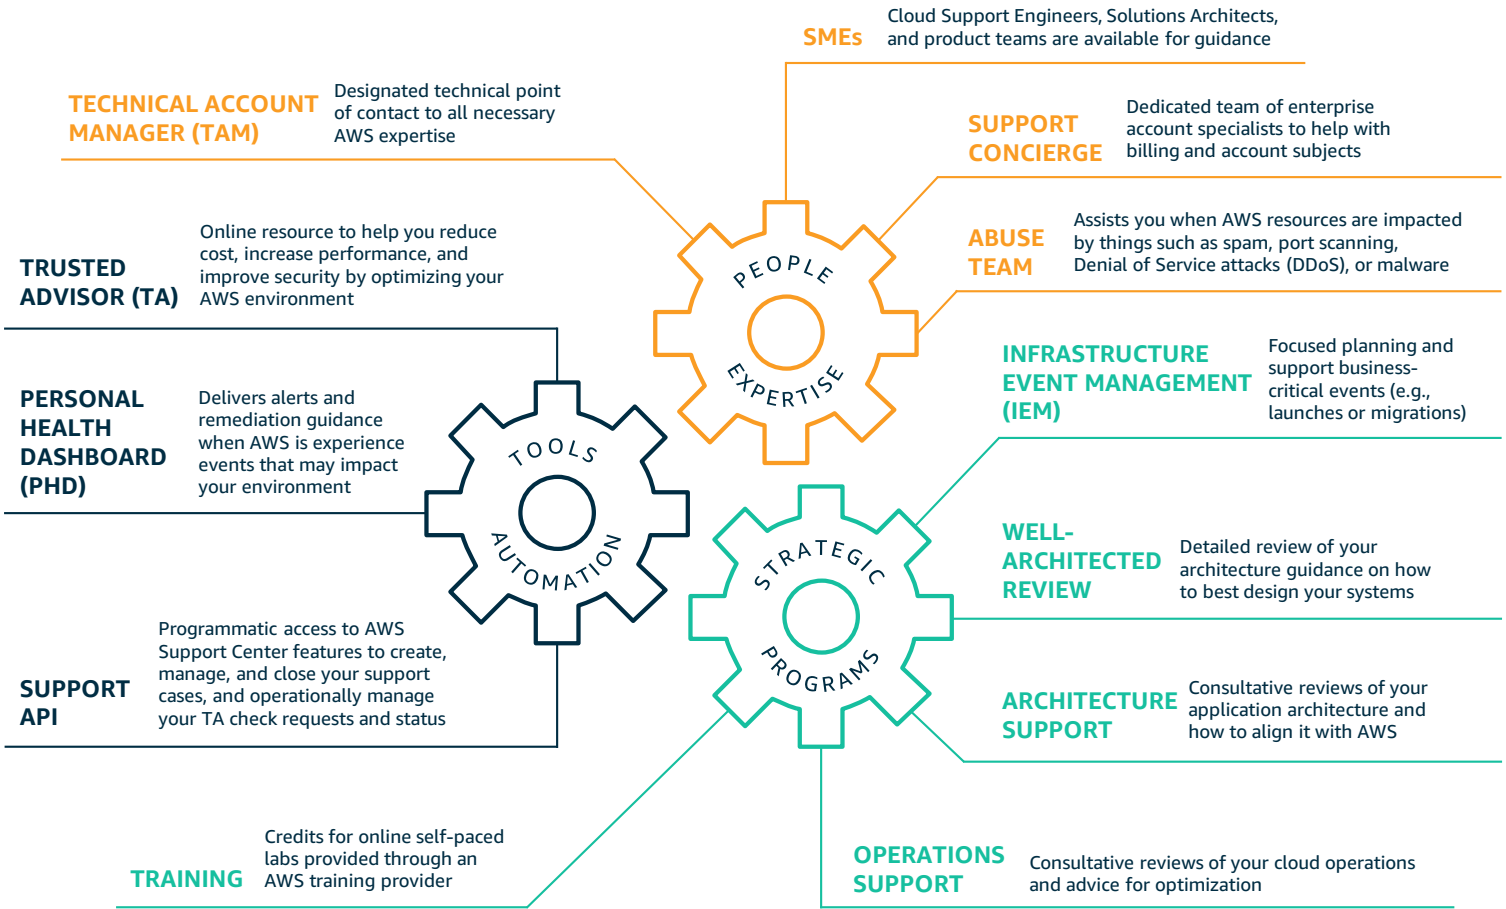 SMEs
Cloud Support Engineers, Solutions Architects,
and product teams are available for guidance
TECHNICAL ACCOUNT
MANAGER (TAM)
Designated technical point
of contact to all necessary
AWS expertise
SUPPORT
CONCIERGE
Dedicated team of enterprise
account specialists to help with
billing and account subjects
ABUSE
TEAM
Assists you when AWS resources are impacted
by things such as spam, port scanning,
Denial of Service attacks (DDoS), or malware
PEOPLE
EXPERTISE
TRUSTED
ADVISOR (TA)
Online resource to help you reduce
cost, increase performance, and
improve security by optimizing your
AWS environment
PERSONAL
HEALTH
DASHBOARD
(PHD)
Delivers alerts and
remediation guidance
when AWS is experience
events that may impact
your environment
TOOLS
AUTOMATION
SUPPORT
API
Programmatic access to AWS
Support Center features to create,
manage, and close your support
cases, and operationally manage
your TA check requests and status
INFRASTRUCTURE
EVENT MANAGEMENT
(IEM)
Focused planning and
support business-
critical events (e.g.,
launches or migrations)
STRATEGIC
PROGRAMS
WELL-
ARCHITECTED
REVIEW
Detailed review of your
architecture guidance on how
to best design your systems
ARCHITECTURE
SUPPORT
Consultative reviews of your
application architecture and
how to align it with AWS
TRAINING
Credits for online self-paced
labs provided through an
AWS training provider
OPERATIONS
SUPPORT
Consultative reviews of your cloud operations
and advice for optimization